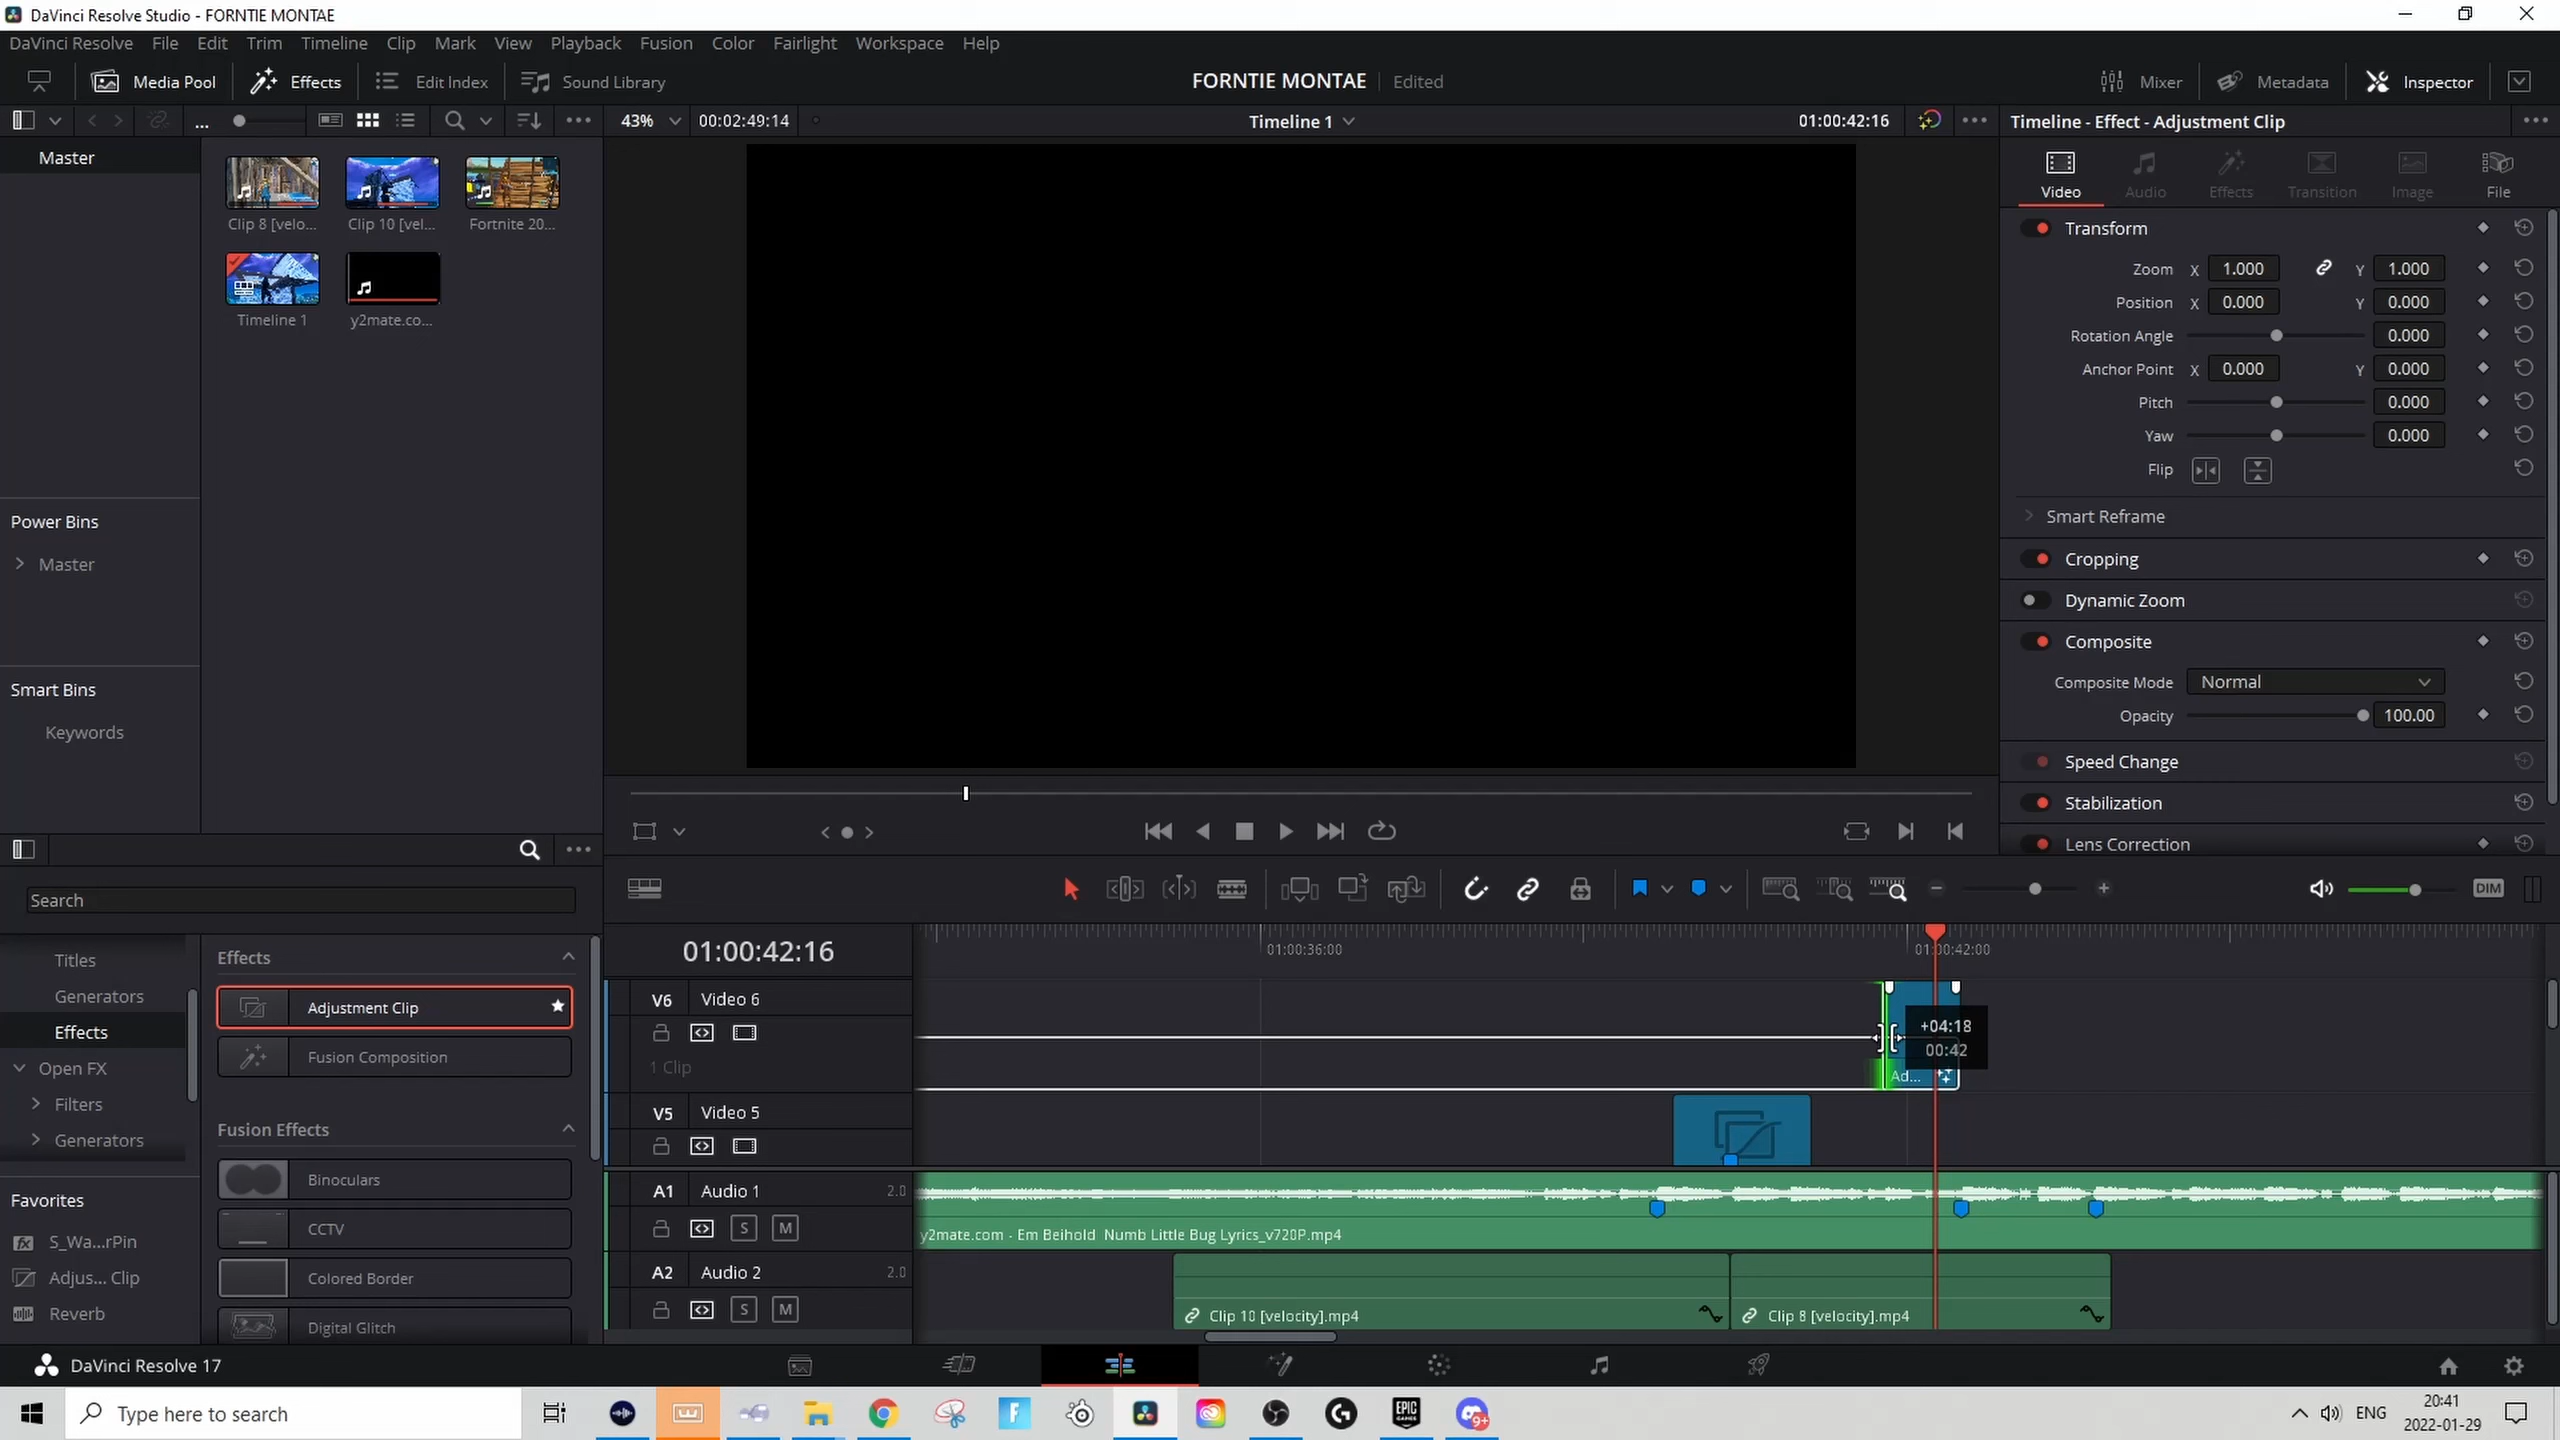 DaVinci Resolve Studio - FORNTIE MONTAE
DaVinci Resolve File Edit Trim Timeline Clip Mark View Playback Fusion Color Fairlight Workspace Help
Media Pool Effects Edit Index Sound Library FORNTIE MONTAE Edited Mixer Metadata Inspector
... 43% 00:02:49:14 Timeline 1 01:00:42:16 Timeline - Effect - Adjustment Clip
Master
Clip 8 [velo... Clip 10 [vel... Fortnite 20...
Timeline 1 y2mate.co...
Power Bins
Master
Smart Bins
Keywords
Video Audio Effects Transition Image File
Transform
Zoom X 1.000 Y 1.000
Position X 0.000 Y 0.000
Rotation Angle 0.000
Anchor Point X 0.000 Y 0.000
Pitch 0.000
Yaw 0.000
Flip
Smart Reframe
Cropping
Dynamic Zoom
Composite
Composite Mode Normal
Opacity 100.00
Speed Change
Stabilization
Lens Correction
Search
Titles
Generators
Effects
Open FX
Filters
Generators
Favorites
S_Wa...rPin
Adjus... Clip
Reverb
Effects
Adjustment Clip
Fusion Composition
Fusion Effects
Binoculars
CCTV
Colored Border
Digital Glitch
DIM
01:00:42:16 01:00:36:00 01:00:42:00
V6 Video 6
1 Clip
+04:18
00:42
Ad...
V5 Video 5
A1 Audio 1 2.0
S M
y2mate.com - Em Beihold Numb Little Bug Lyrics_v720P.mp4
A2 Audio 2 2.0
S M
Clip 10 [velocity].mp4 Clip 8 [velocity].mp4
DaVinci Resolve 17
Type here to search
F
EPIC GAMES
9+
ENG
20:41
2022-01-29